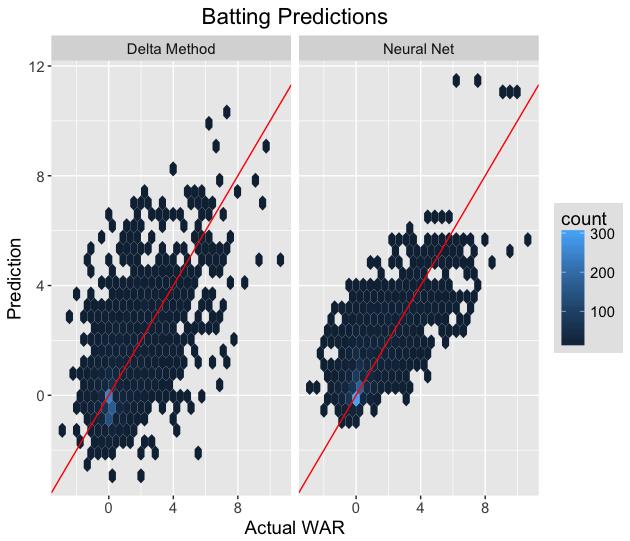 Batting Predictions
Delta Method
Neural Net
12
8
4
0
Prediction
0
4
8
0
4
8
Actual WAR
count
300
200
100